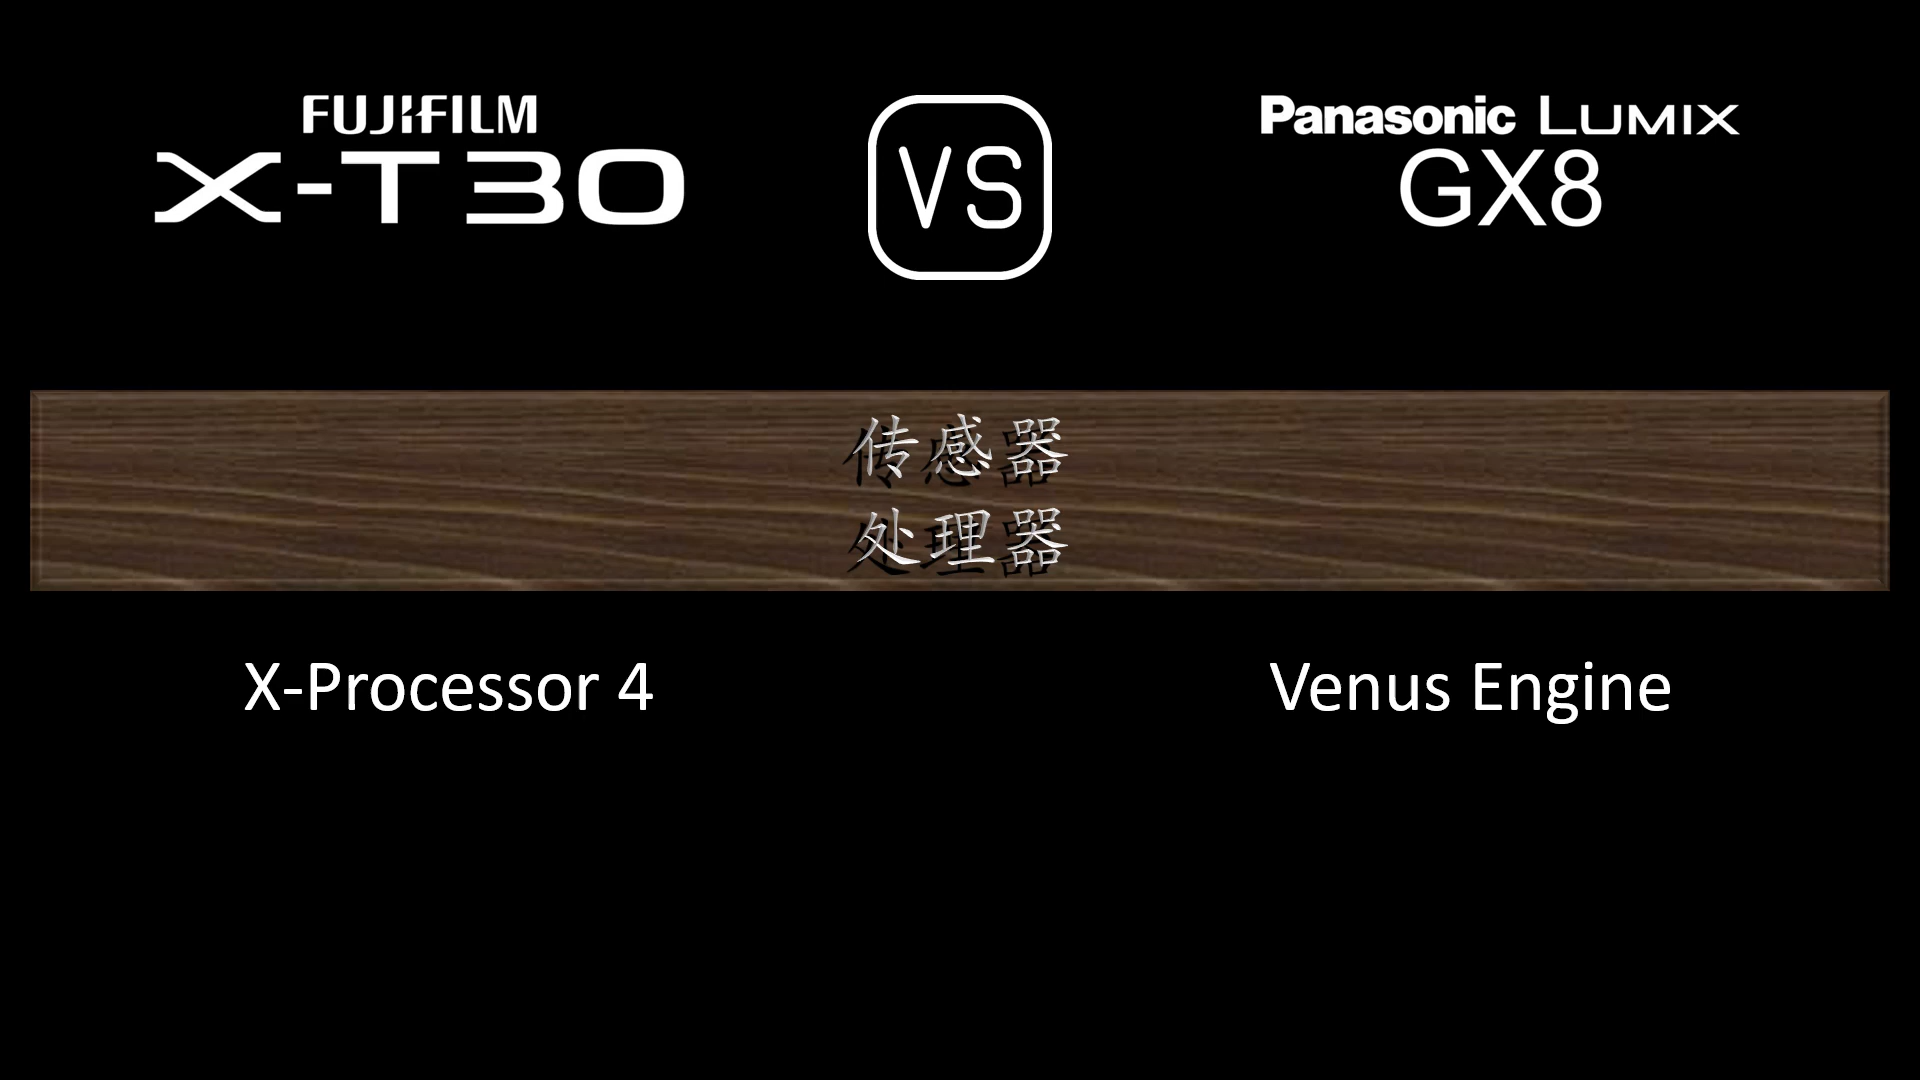 FUJIFILM
X-T30
VS
Panasonic LUMIX
GX8
传感器
处理器
X-Processor 4
Venus Engine